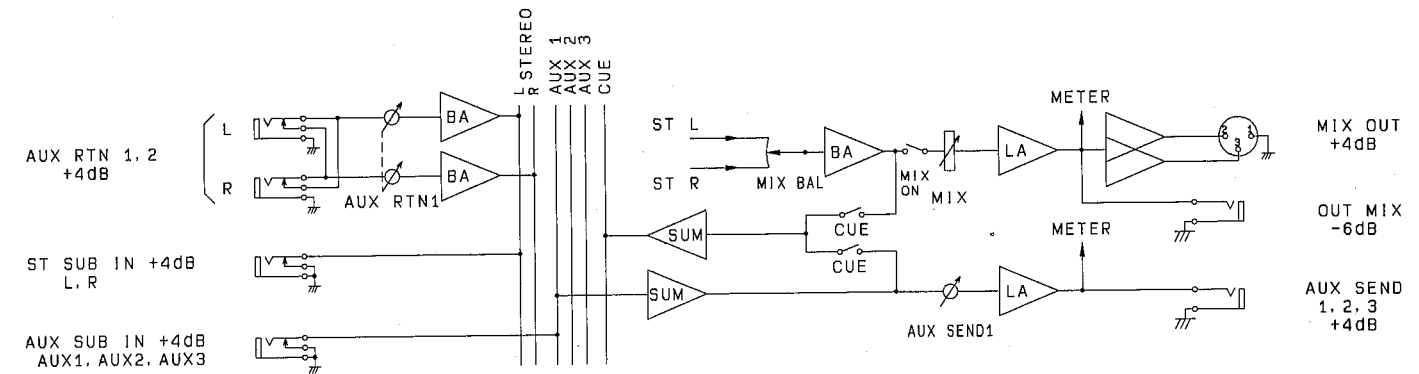 L STEREO
R
AUX 1
AUX 2
AUX 3
CUE
AUX RTN 1, 2
+4dB
L
R
BA
BA
AUX RTN1
ST SUB IN +4dB
L, R
AUX SUB IN +4dB
AUX1, AUX2, AUX3
ST L
ST R
MIX BAL
BA
MIX
ON
MIX
LA
METER
2
1
3
MIX OUT
+4dB
OUT MIX
-6dB
SUM
CUE
CUE
SUM
AUX SEND1
LA
METER
AUX SEND
1, 2, 3
+4dB